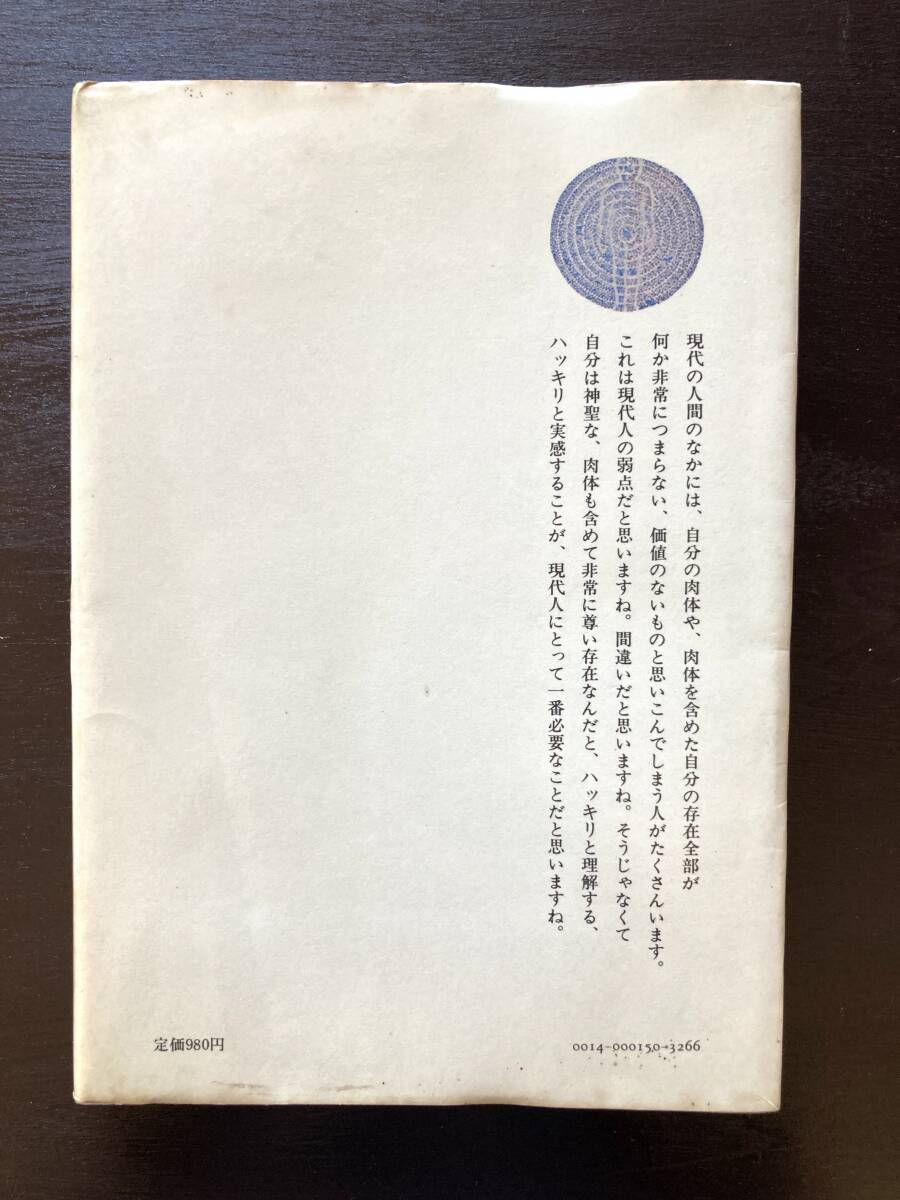 現代の人間のなかには、自分の肉体や、肉体を含めた自分の存在全部が
何か非常につまらない、価値のないものと思いこんでしまう人がたくさんいます。
これは現代人の弱点だと思いますね。間違いだと思いますね。そうじゃなくて
自分は神聖な、肉体も含めて非常に尊い存在なんだと、ハッキリと理解する、
ハッキリと実感することが、現代人にとって一番必要なことだと思いますね。
定価980円
0014-000150-3266